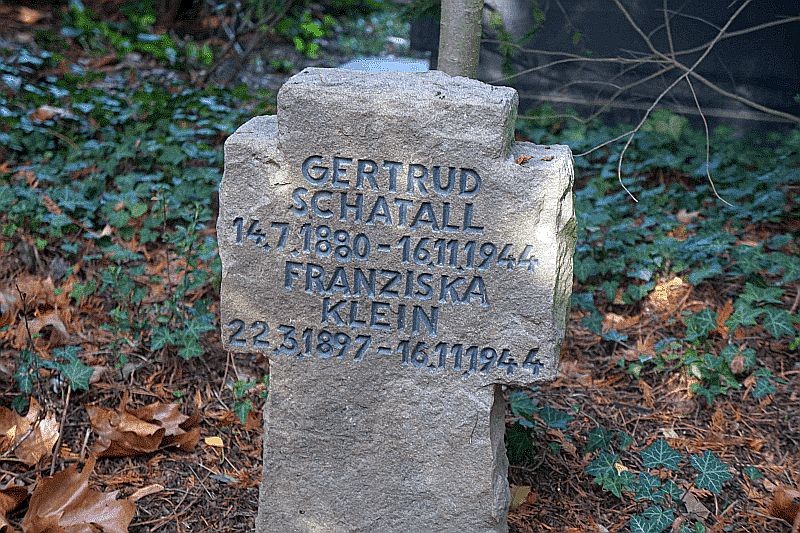 GERTRUD
SCHATALL
14.7.1880-16.11.1944
FRANZISKA
KLEIN
22.3.1897-16.11.1944